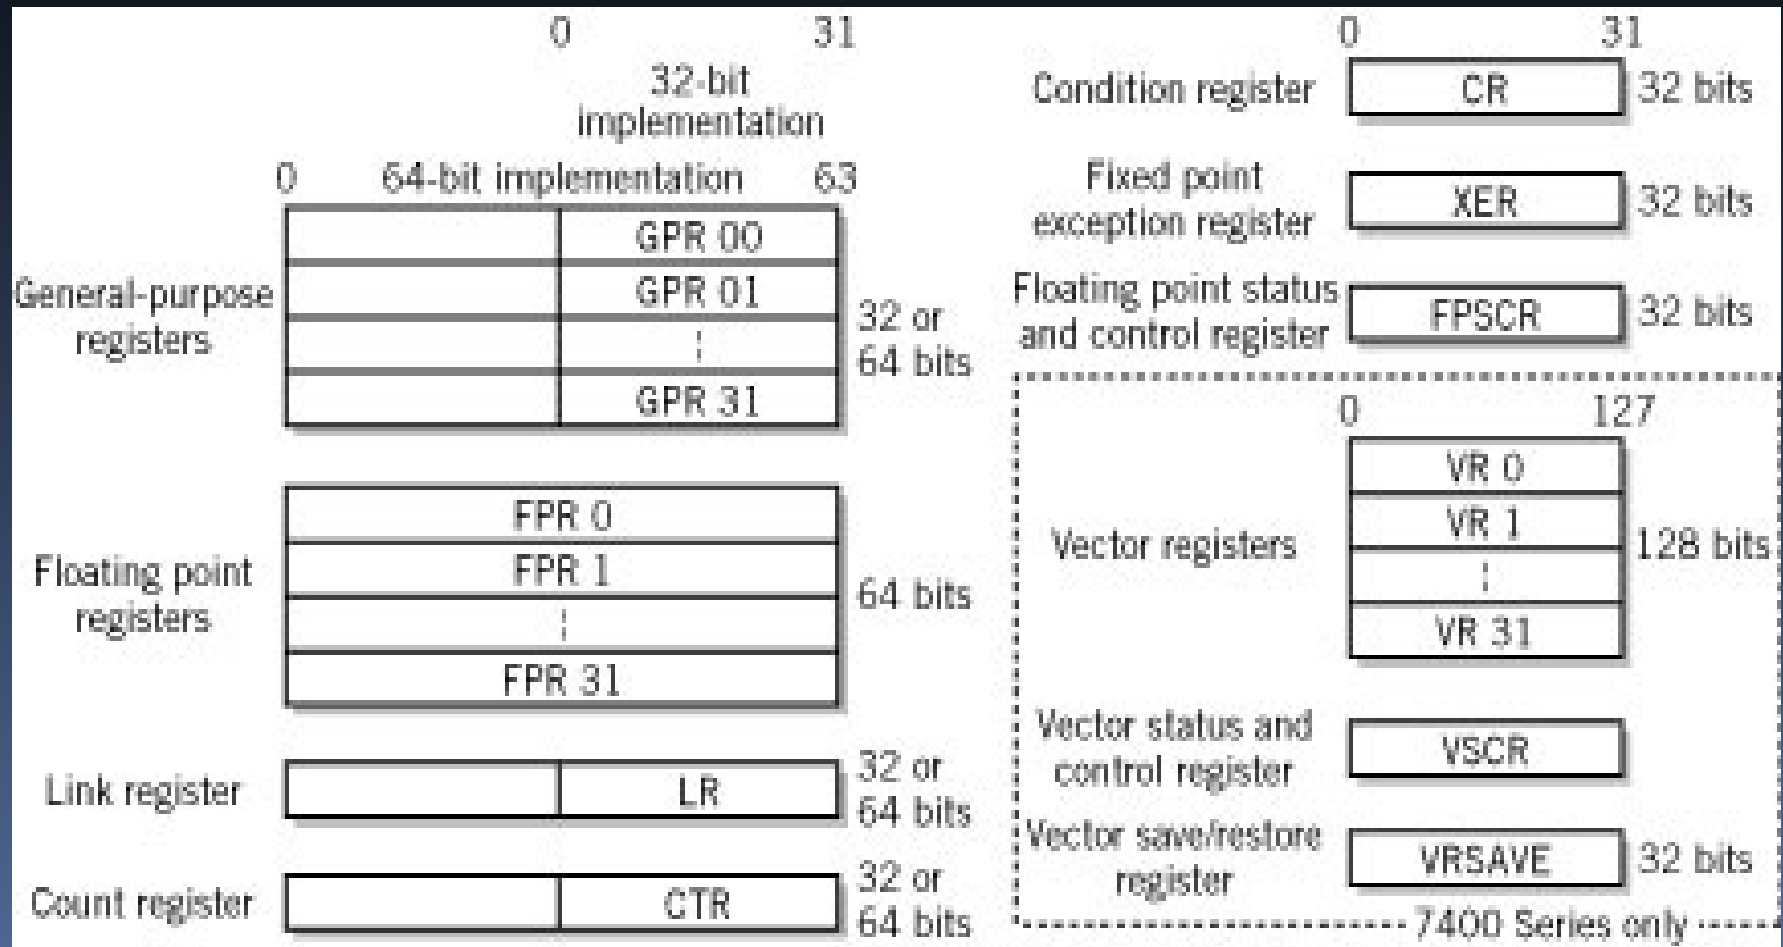 0 31
32-bit
implementation
0 64-bit implementation 63
General-purpose
registers
GPR 00
GPR 01
GPR 31
32 or
64 bits
Floating point
registers
FPR 0
FPR 1
FPR 31
64 bits
Link register
LR
32 or
64 bits
Count register
CTR
32 or
64 bits
0 31
Condition register
CR
32 bits
Fixed point
exception register
XER
32 bits
Floating point status
and control register
FPSCR
32 bits
0 127
Vector registers
VR 0
VR 1
VR 31
128 bits
Vector status and
control register
VSCR
Vector save/restore
register
VRSAVE
32 bits
7400 Series only